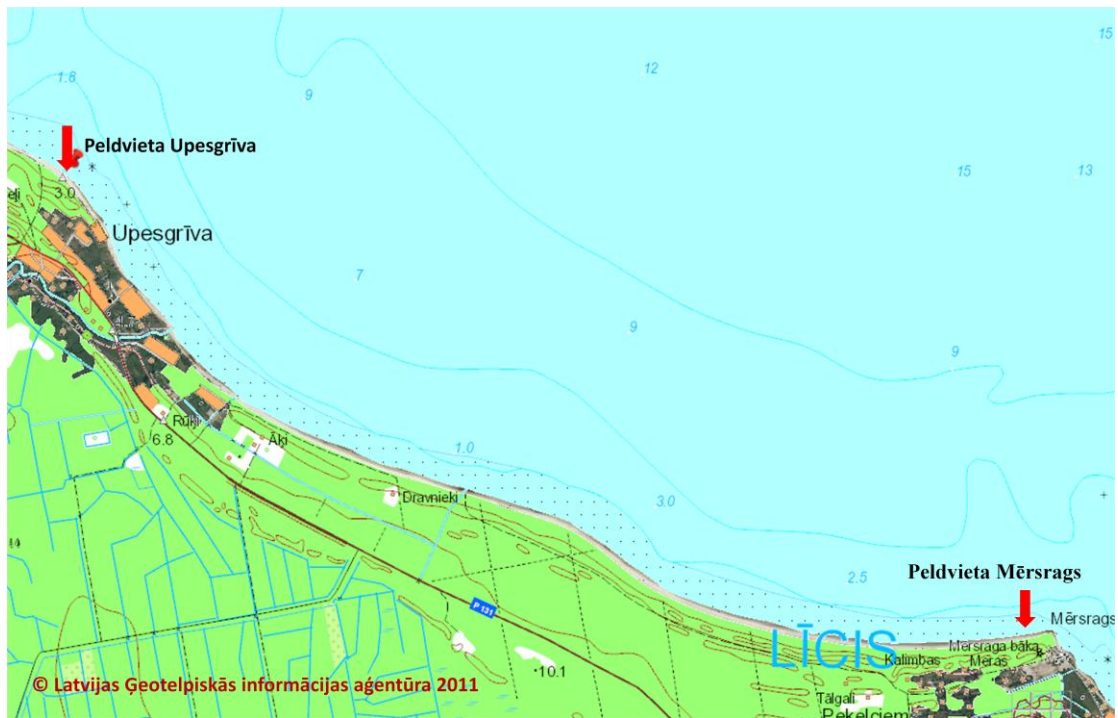 15
12
1.8
9
Peldvieta Upesgrīva
15
13
3.0
Upesgrīva
7
9
9
Rūķi
6.8
Āķi
1.0
Dravnieki
3.0
2.5
Peldvieta Mērsrags
P 131
Mērsrags
LĪCIS
Mērsraga bāka
Kalimbas
Meras
10.1
© Latvijas Ģeotelpiskās informācijas aģentūra 2011
Tālgaļi
Peķeļciem